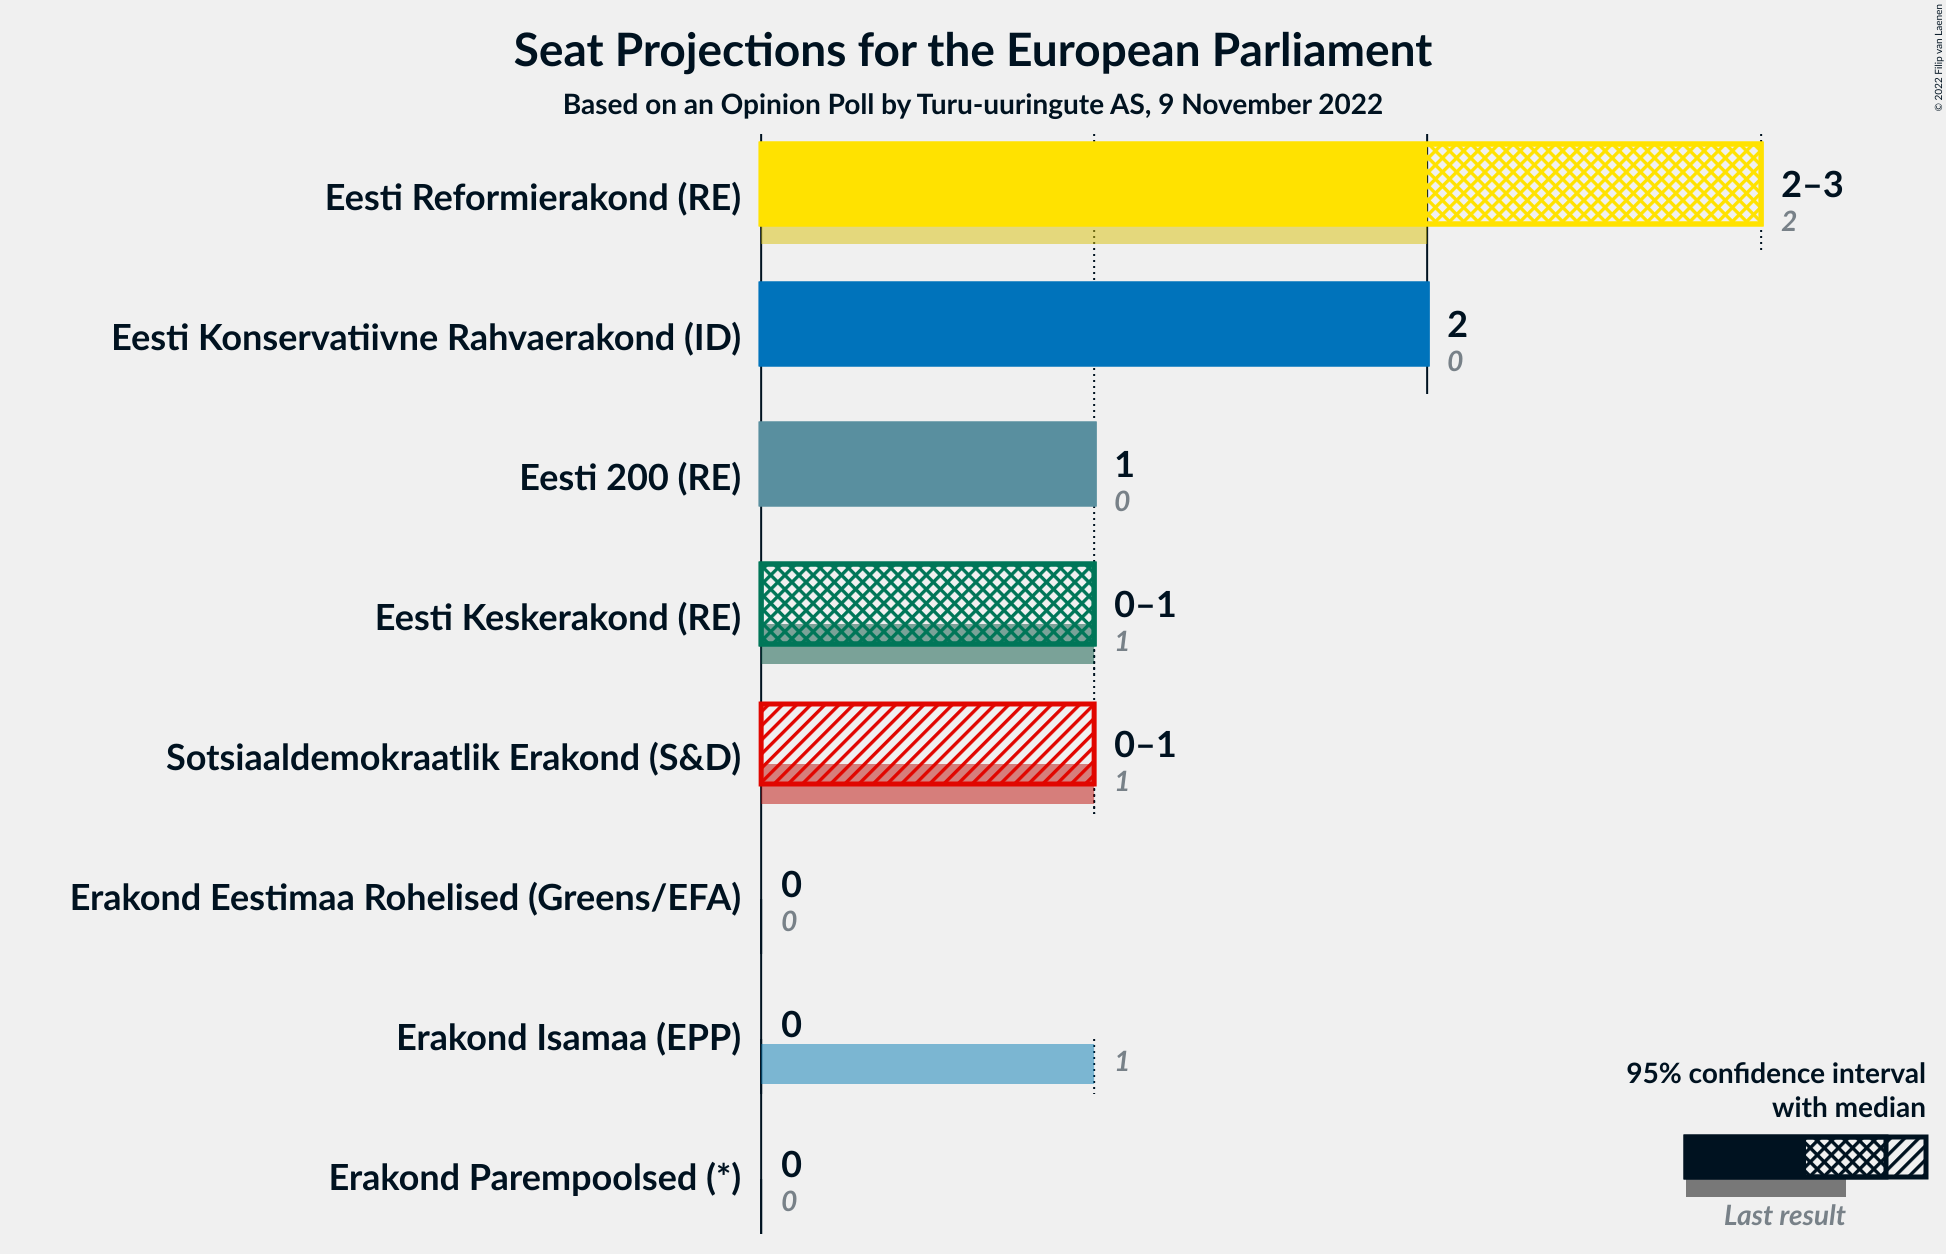 Seat Projections for the European Parliament
Based on an Opinion Poll by Turu-uuringute AS, 9 November 2022
© 2022 Filip van Laenen
Eesti Reformierakond (RE)
2–3
2
Eesti Konservatiivne Rahvaerakond (ID)
2
0
Eesti 200 (RE)
1
0
Eesti Keskerakond (RE)
0–1
1
Sotsiaaldemokraatlik Erakond (S&D)
0–1
1
Erakond Eestimaa Rohelised (Greens/EFA)
0
0
Erakond Isamaa (EPP)
0
1
Erakond Parempoolsed (*)
0
0
95% confidence interval
with median
Last result